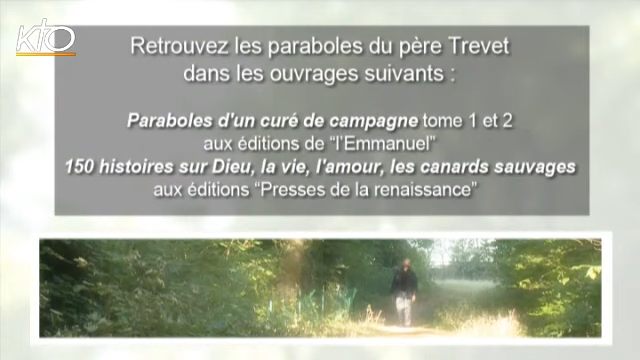 kto
Retrouvez les paraboles du père Trevet
dans les ouvrages suivants :
Paraboles d'un curé de campagne tome 1 et 2
aux éditions de “l'Emmanuel”
150 histoires sur Dieu, la vie, l'amour, les canards sauvages
aux éditions “Presses de la renaissance”